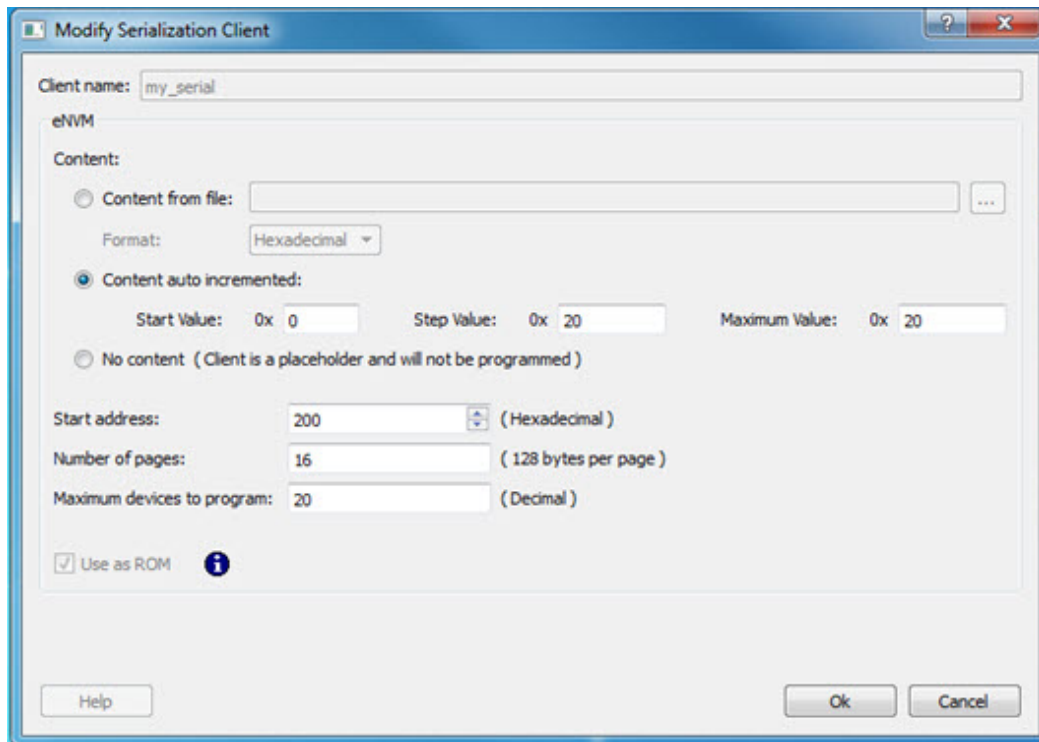 Modify Serialization Client
?
Client name: my_serial
eNVM
Content:
Content from file: ...
Format: Hexadecimal
Content auto incremented:
Start Value: 0x 0 Step Value: 0x 20 Maximum Value: 0x 20
No content ( Client is a placeholder and will not be programmed )
Start address: 200 ( Hexadecimal )
Number of pages: 16 ( 128 bytes per page )
Maximum devices to program: 20 ( Decimal )
Use as ROM i
Help Ok Cancel